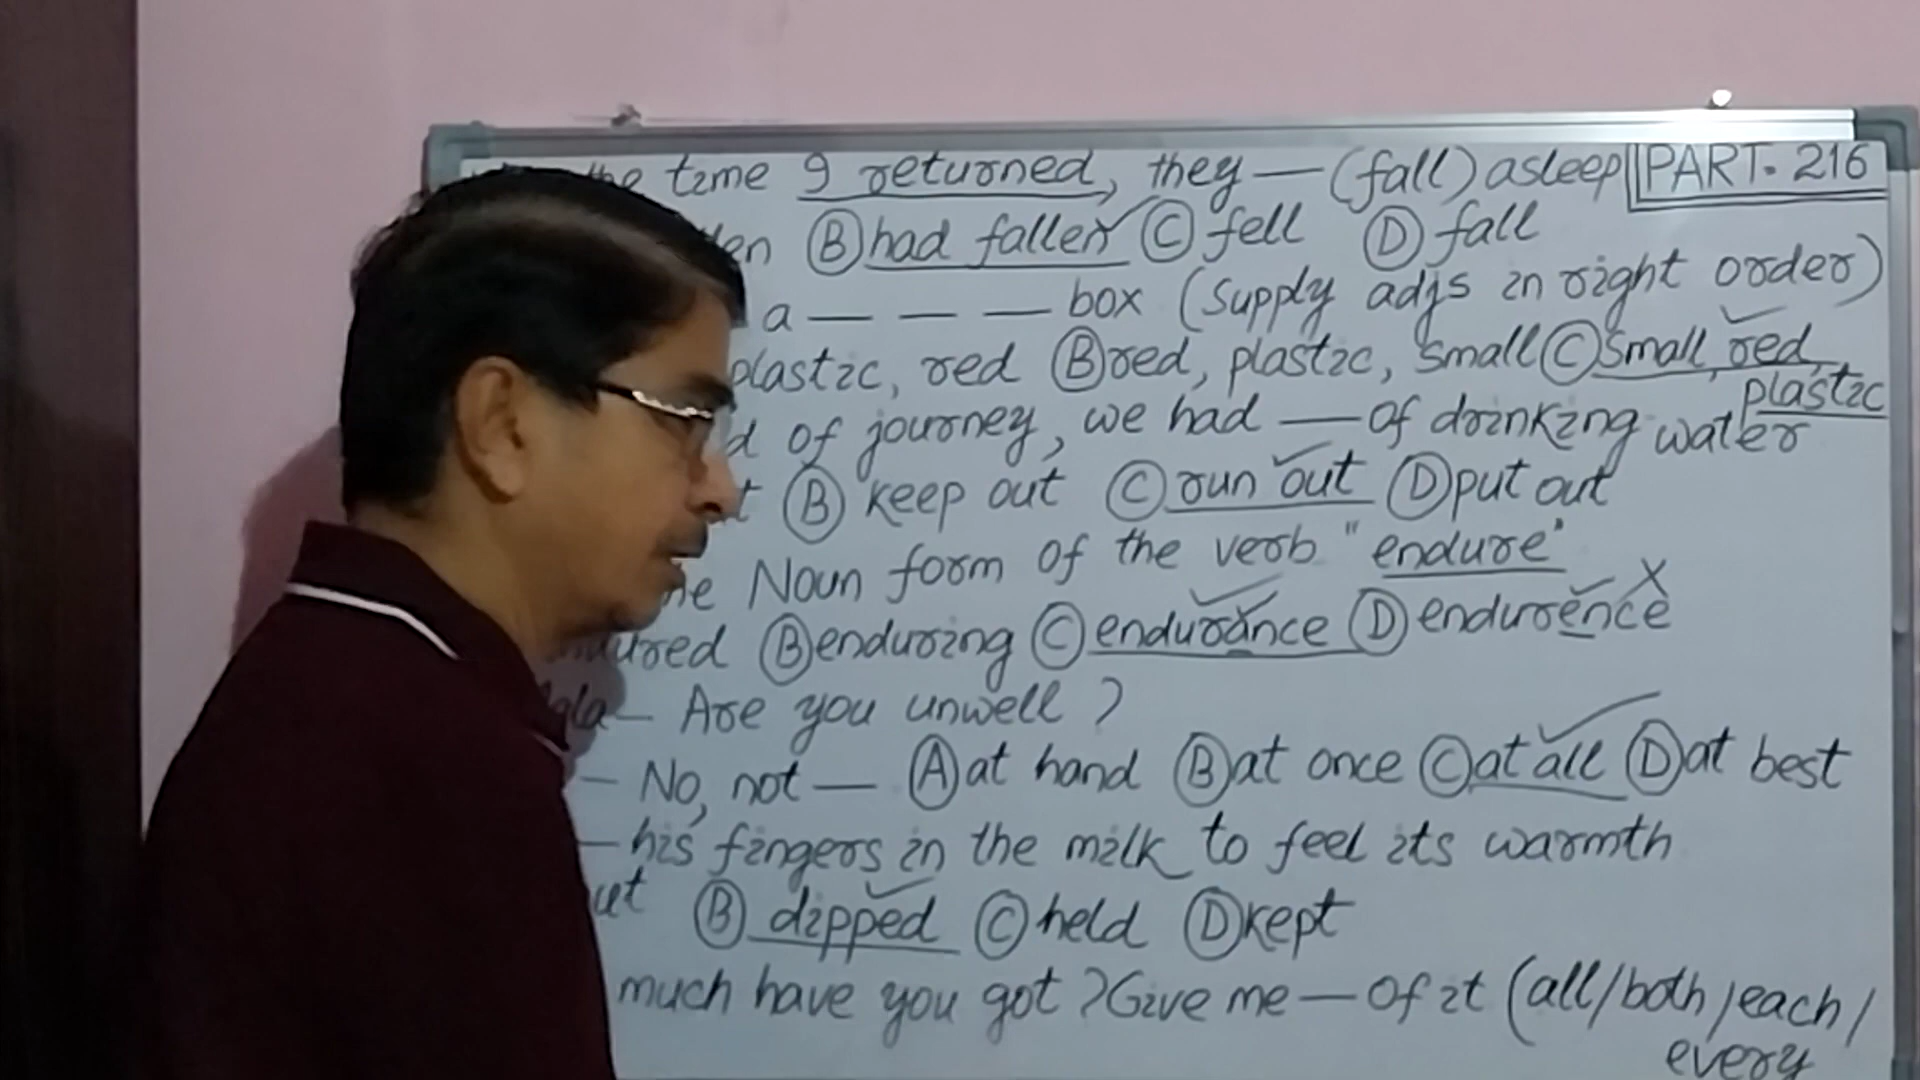 the time I returned, they — (fall) asleep PART. 216
Ⓑ had fallen Ⓒ fell Ⓓ fall
a — — — box (Supply adjs in right order)
plastic, red Ⓑ red, plastic, small Ⓒ Small, red,
plastic
of journey, we had — of drinking water
Ⓑ keep out Ⓒ run out Ⓓ put out
Noun form of the verb "endure"
Ⓑ enduring Ⓒ endurance Ⓓ endurence
— Are you unwell ?
— No, not — Ⓐ at hand Ⓑ at once Ⓒ at all Ⓓ at best
— his fingers in the milk to feel its warmth
Ⓑ dipped Ⓒ held Ⓓ kept
much have you got ? Give me — of it (all/both/each/
every